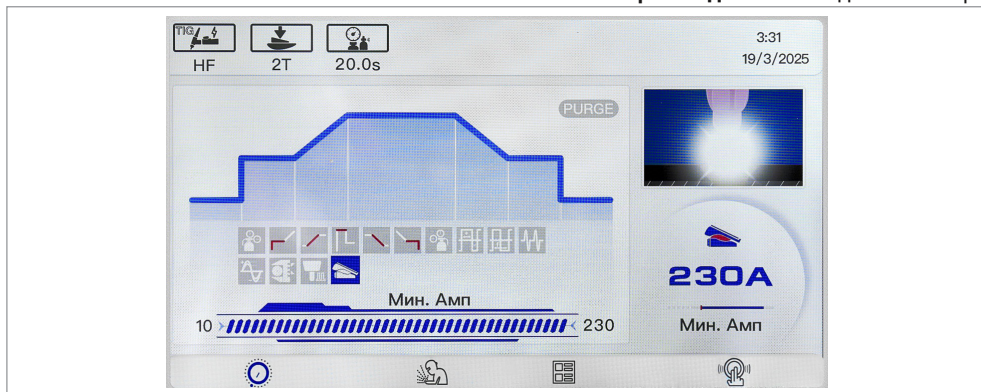 TIG
HF
2T
20.0s
3:31
19/3/2025
PURGE
230A
Мин. Амп
10
230
Мин. Амп